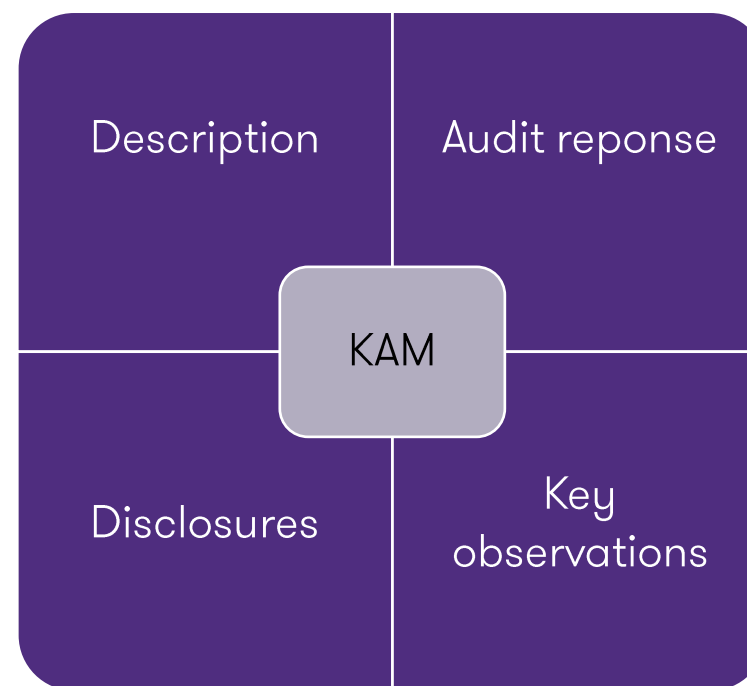 Description
Audit reponse
KAM
Disclosures
Key
observations